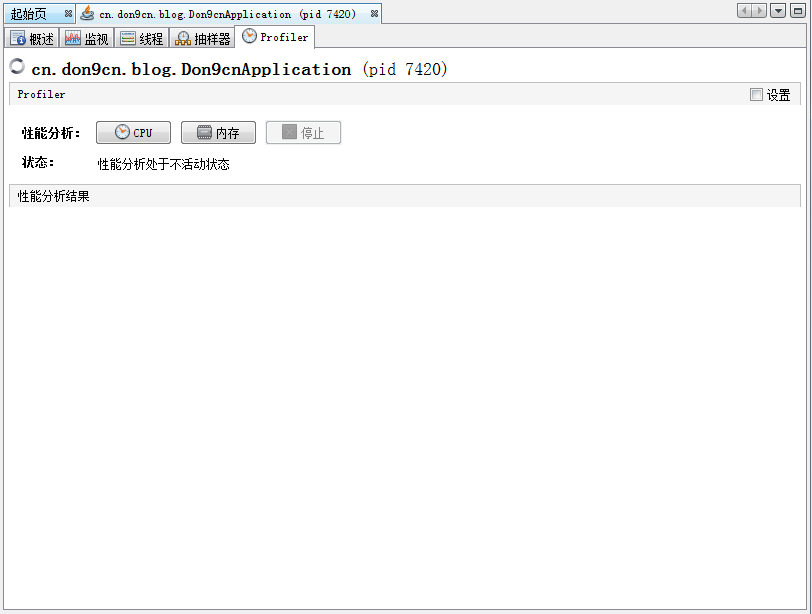 起始页 cn.don9cn.blog.Don9cnApplication (pid 7420)
概述 监视 线程 抽样器 Profiler
cn.don9cn.blog.Don9cnApplication (pid 7420)
Profiler 设置
性能分析: CPU 内存 停止
状态: 性能分析处于不活动状态
性能分析结果